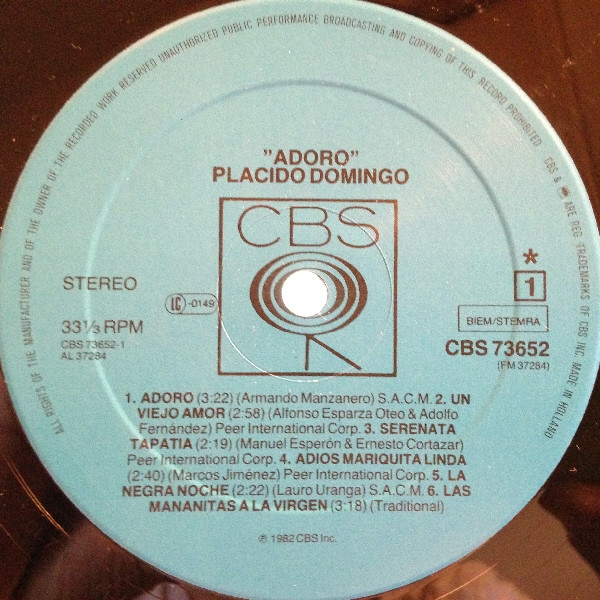 ALL RIGHTS OF THE MANUFACTURER AND OF THE OWNER OF THE RECORDED WORK RESERVED UNAUTHORIZED PUBLIC PERFORMANCE BROADCASTING AND COPYING OF THIS RECORD PROHIBITED CBS & ARE REG. TRADEMARKS OF CBS INC. MADE IN HOLLAND
"ADORO"
PLACIDO DOMINGO
CBS
STEREO
LC -0149
* 1
33⅓ RPM
BIEM/STEMRA
CBS 73652-1
AL 37284
CBS 73652
(FM 37284)
1. ADORO (3:22) (Armando Manzanero) S.A.C.M. 2. UN
VIEJO AMOR (2:58) (Alfonso Esparza Oteo & Adolfo
Fernández) Peer International Corp. 3. SERENATA
TAPATIA (2:19) (Manuel Esperón & Ernesto Cortazar)
Peer International Corp. 4. ADIOS MARIQUITA LINDA
(2:40) (Marcos Jiménez) Peer International Corp. 5. LA
NEGRA NOCHE (2:22) (Lauro Uranga) S.A.C.M. 6. LAS
MANANITAS A LA VIRGEN (3:18) (Traditional)
℗ 1982 CBS Inc.